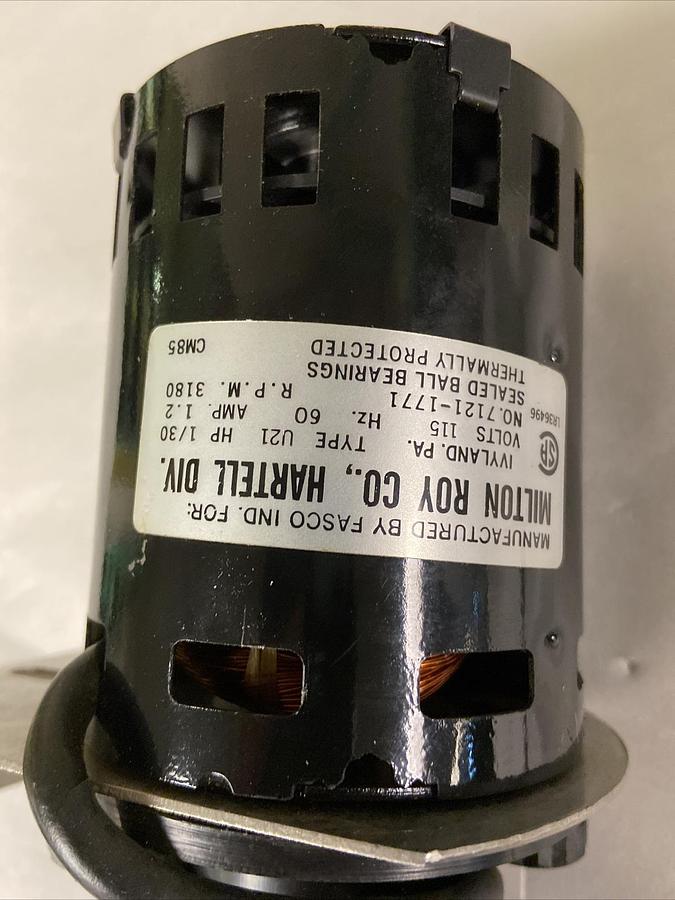 MANUFACTURED BY FASCO IND. FOR:
MILTON ROY CO., HARTELL DIV.
IVYLAND. PA. TYPE U21 HP 1/30
VOLTS 115 Hz. 60 AMP. 1.2
NO. 7121-1771 R.P.M. 3180
SEALED BALL BEARINGS
THERMALLY PROTECTED CM85
SA
LR36496